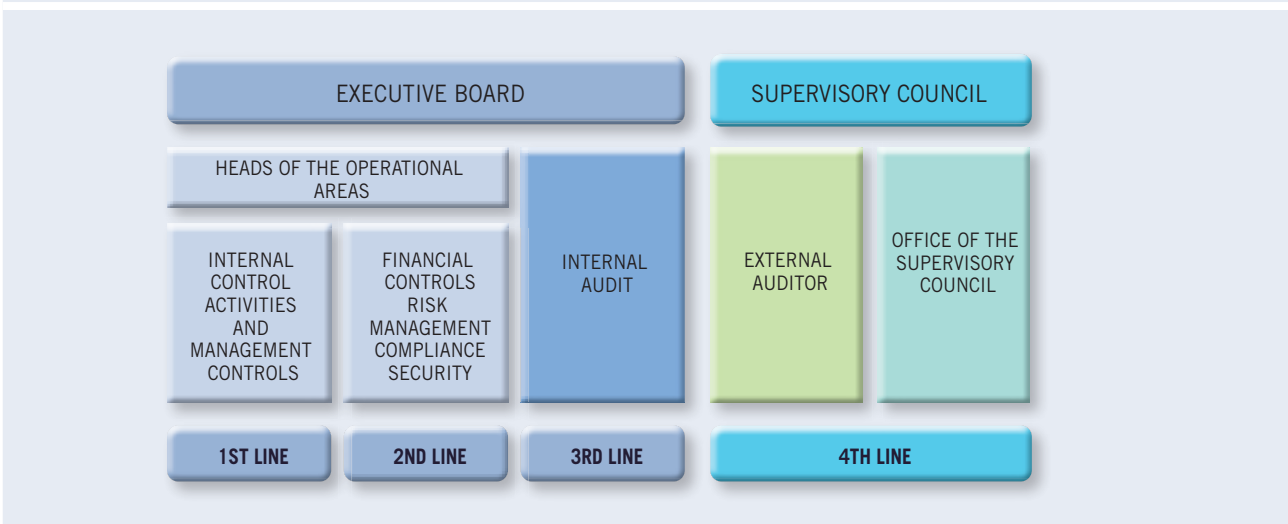 EXECUTIVE BOARD
SUPERVISORY COUNCIL
HEADS OF THE OPERATIONAL
AREAS
INTERNAL
CONTROL
ACTIVITIES
AND
MANAGEMENT
CONTROLS
FINANCIAL
CONTROLS
RISK
MANAGEMENT
COMPLIANCE
SECURITY
INTERNAL
AUDIT
EXTERNAL
AUDITOR
OFFICE OF THE
SUPERVISORY
COUNCIL
1ST LINE
2ND LINE
3RD LINE
4TH LINE